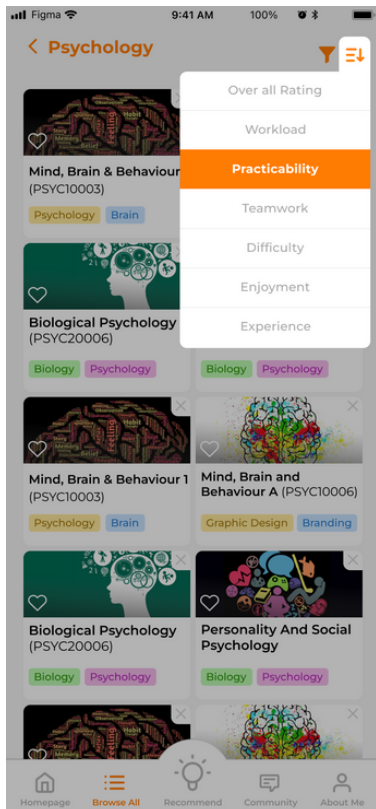 Figma
9:41 AM
100%
Psychology
Over all Rating
Workload
Practicability
Teamwork
Difficulty
Enjoyment
Experience
Mind, Brain & Behaviour
(PSYC10003)
Psychology
Brain
Biological Psychology
(PSYC20006)
Biology
Psychology
Biology
Psychology
Mind, Brain & Behaviour 1
(PSYC10003)
Psychology
Brain
Mind, Brain and
Behaviour A (PSYC10006)
Graphic Design
Branding
Biological Psychology
(PSYC20006)
Biology
Psychology
Personality And Social
Psychology
Biology
Psychology
Homepage
Browse All
Recommend
Community
About Me